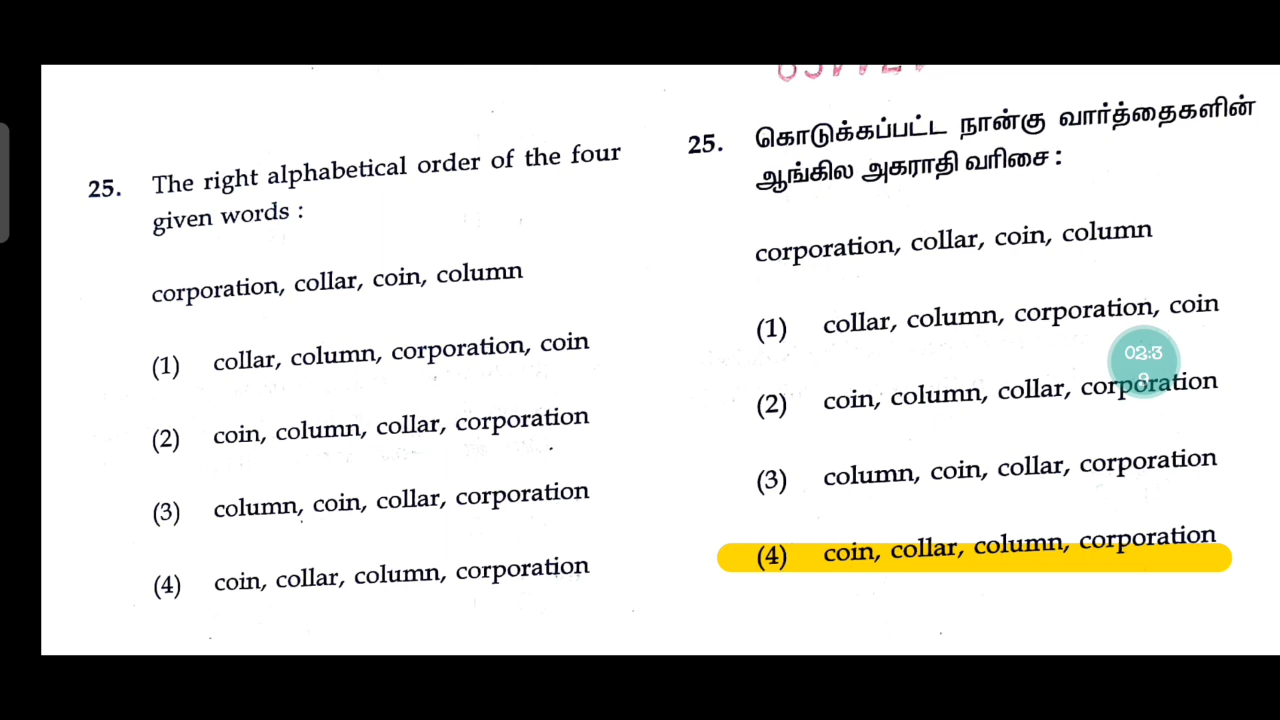 25. The right alphabetical order of the four
given words :
corporation, collar, coin, column
(1) collar, column, corporation, coin
(2) coin, column, collar, corporation
(3) column, coin, collar, corporation
(4) coin, collar, column, corporation
25. கொடுக்கப்பட்ட நான்கு வார்த்தைகளின்
ஆங்கில அகராதி வரிசை :
corporation, collar, coin, column
(1) collar, column, corporation, coin
(2) coin, column, collar, corporation
(3) column, coin, collar, corporation
(4) coin, collar, column, corporation
02:3